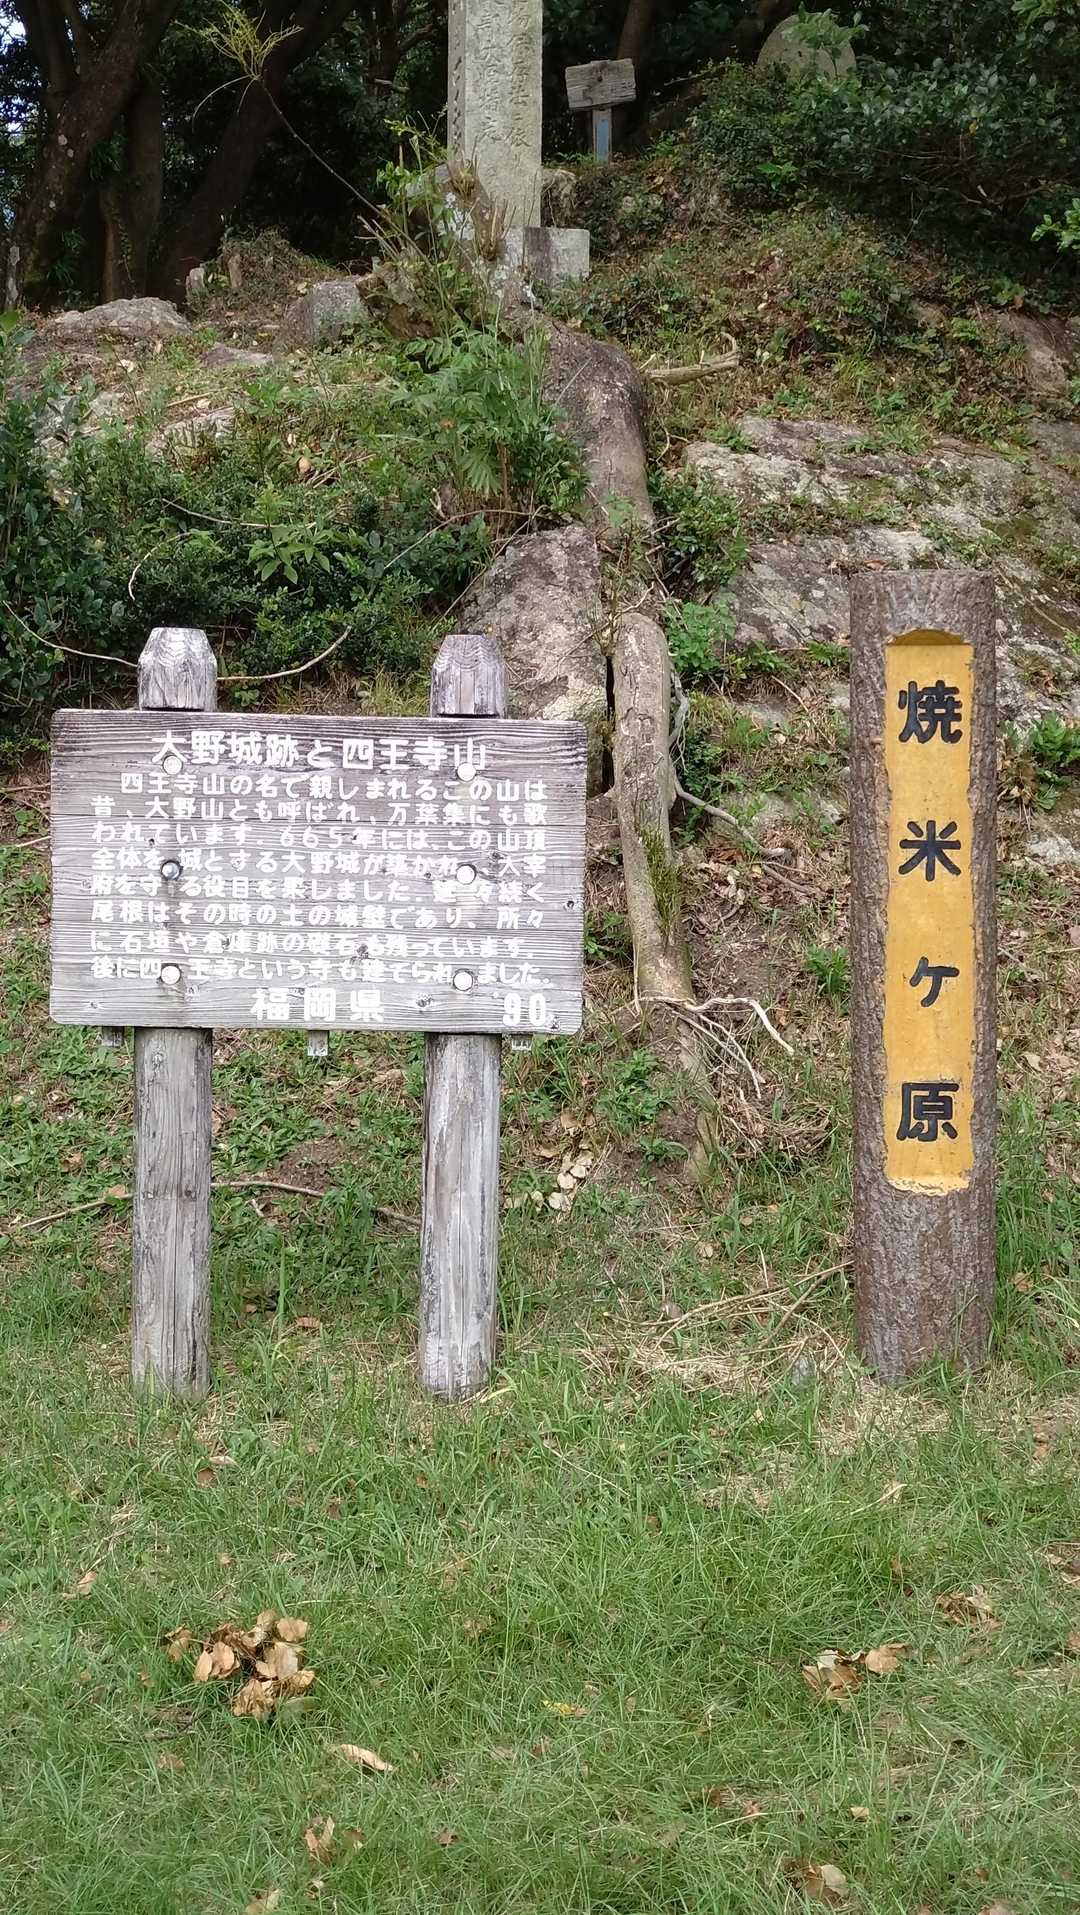 大野城跡と四王寺山
四王寺山の名で親しまれるこの山は
昔、大野山とも呼ばれ、万葉集にも歌
われています。665年には、この山頂
全体を城とする大野城が築かれ、大宰
府を守る役目を果しました。延々続く
尾根はその時の土の城壁であり、所々
に石垣や倉庫跡の礎石も残っています。
後に四王寺という寺も建てられました。
福岡県 '90
焼米ヶ原